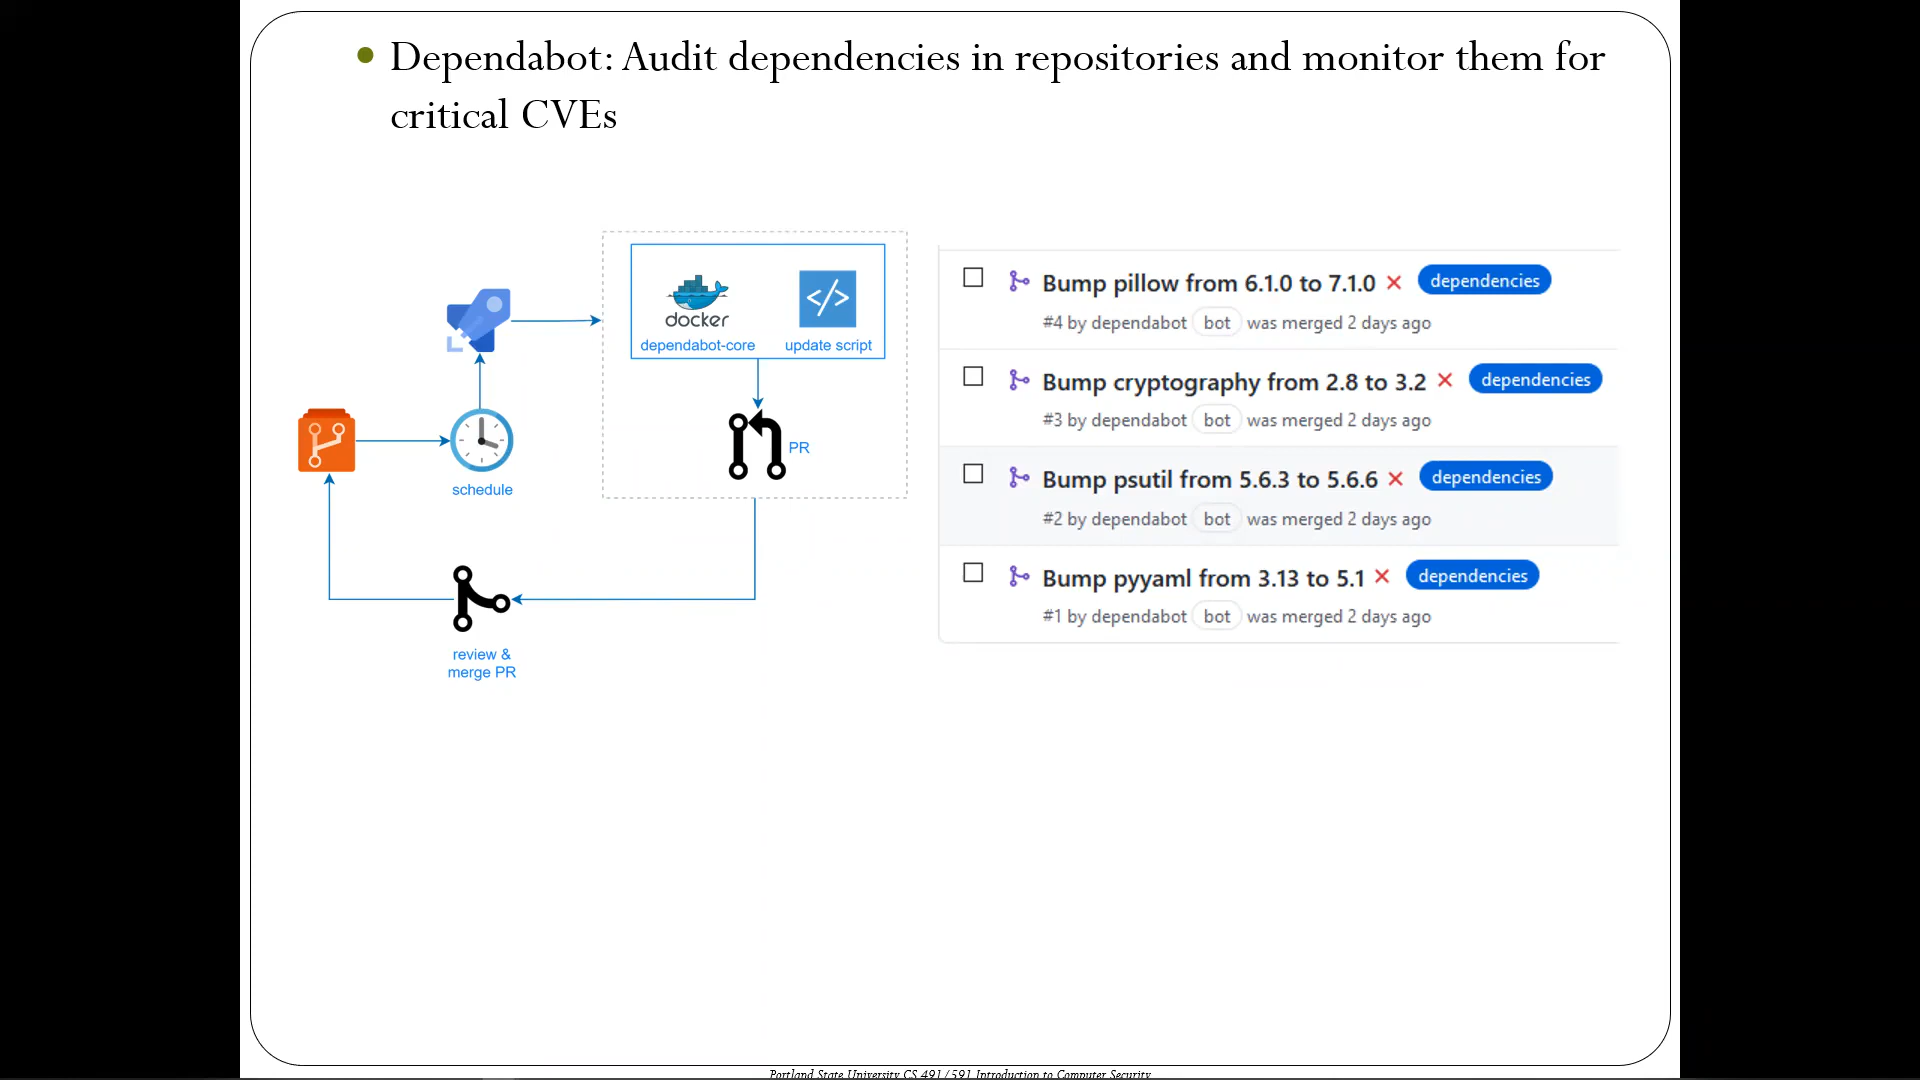 Dependabot: Audit dependencies in repositories and monitor them for
critical CVEs
docker
dependabot-core
update script
PR
schedule
review &
merge PR
Bump pillow from 6.1.0 to 7.1.0 dependencies
#4 by dependabot bot was merged 2 days ago
Bump cryptography from 2.8 to 3.2 dependencies
#3 by dependabot bot was merged 2 days ago
Bump psutil from 5.6.3 to 5.6.6 dependencies
#2 by dependabot bot was merged 2 days ago
Bump pyyaml from 3.13 to 5.1 dependencies
#1 by dependabot bot was merged 2 days ago
Portland State University CS 491/591 Introduction to Computer Security